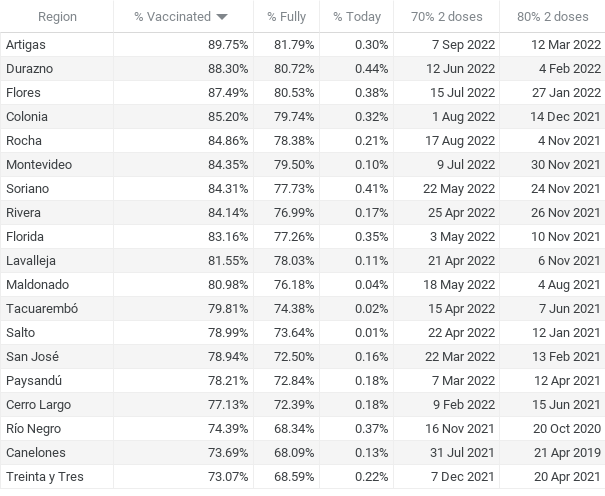 Region % Vaccinated % Fully % Today 70% 2 doses 80% 2 doses
Artigas 89.75% 81.79% 0.30% 7 Sep 2022 12 Mar 2022
Durazno 88.30% 80.72% 0.44% 12 Jun 2022 4 Feb 2022
Flores 87.49% 80.53% 0.38% 15 Jul 2022 27 Jan 2022
Colonia 85.20% 79.74% 0.32% 1 Aug 2022 14 Dec 2021
Rocha 84.86% 78.38% 0.21% 17 Aug 2022 4 Nov 2021
Montevideo 84.35% 79.50% 0.10% 9 Jul 2022 30 Nov 2021
Soriano 84.31% 77.73% 0.41% 22 May 2022 24 Nov 2021
Rivera 84.14% 76.99% 0.17% 25 Apr 2022 26 Nov 2021
Florida 83.16% 77.26% 0.35% 3 May 2022 10 Nov 2021
Lavalleja 81.55% 78.03% 0.11% 21 Apr 2022 6 Nov 2021
Maldonado 80.98% 76.18% 0.04% 18 May 2022 4 Aug 2021
Tacuarembó 79.81% 74.38% 0.02% 15 Apr 2022 7 Jun 2021
Salto 78.99% 73.64% 0.01% 22 Apr 2022 12 Jan 2021
San José 78.94% 72.50% 0.16% 22 Mar 2022 13 Feb 2021
Paysandú 78.21% 72.84% 0.18% 7 Mar 2022 12 Apr 2021
Cerro Largo 77.13% 72.39% 0.18% 9 Feb 2022 15 Jun 2021
Río Negro 74.39% 68.34% 0.37% 16 Nov 2021 20 Oct 2020
Canelones 73.69% 68.09% 0.13% 31 Jul 2021 21 Apr 2019
Treinta y Tres 73.07% 68.59% 0.22% 7 Dec 2021 20 Apr 2021